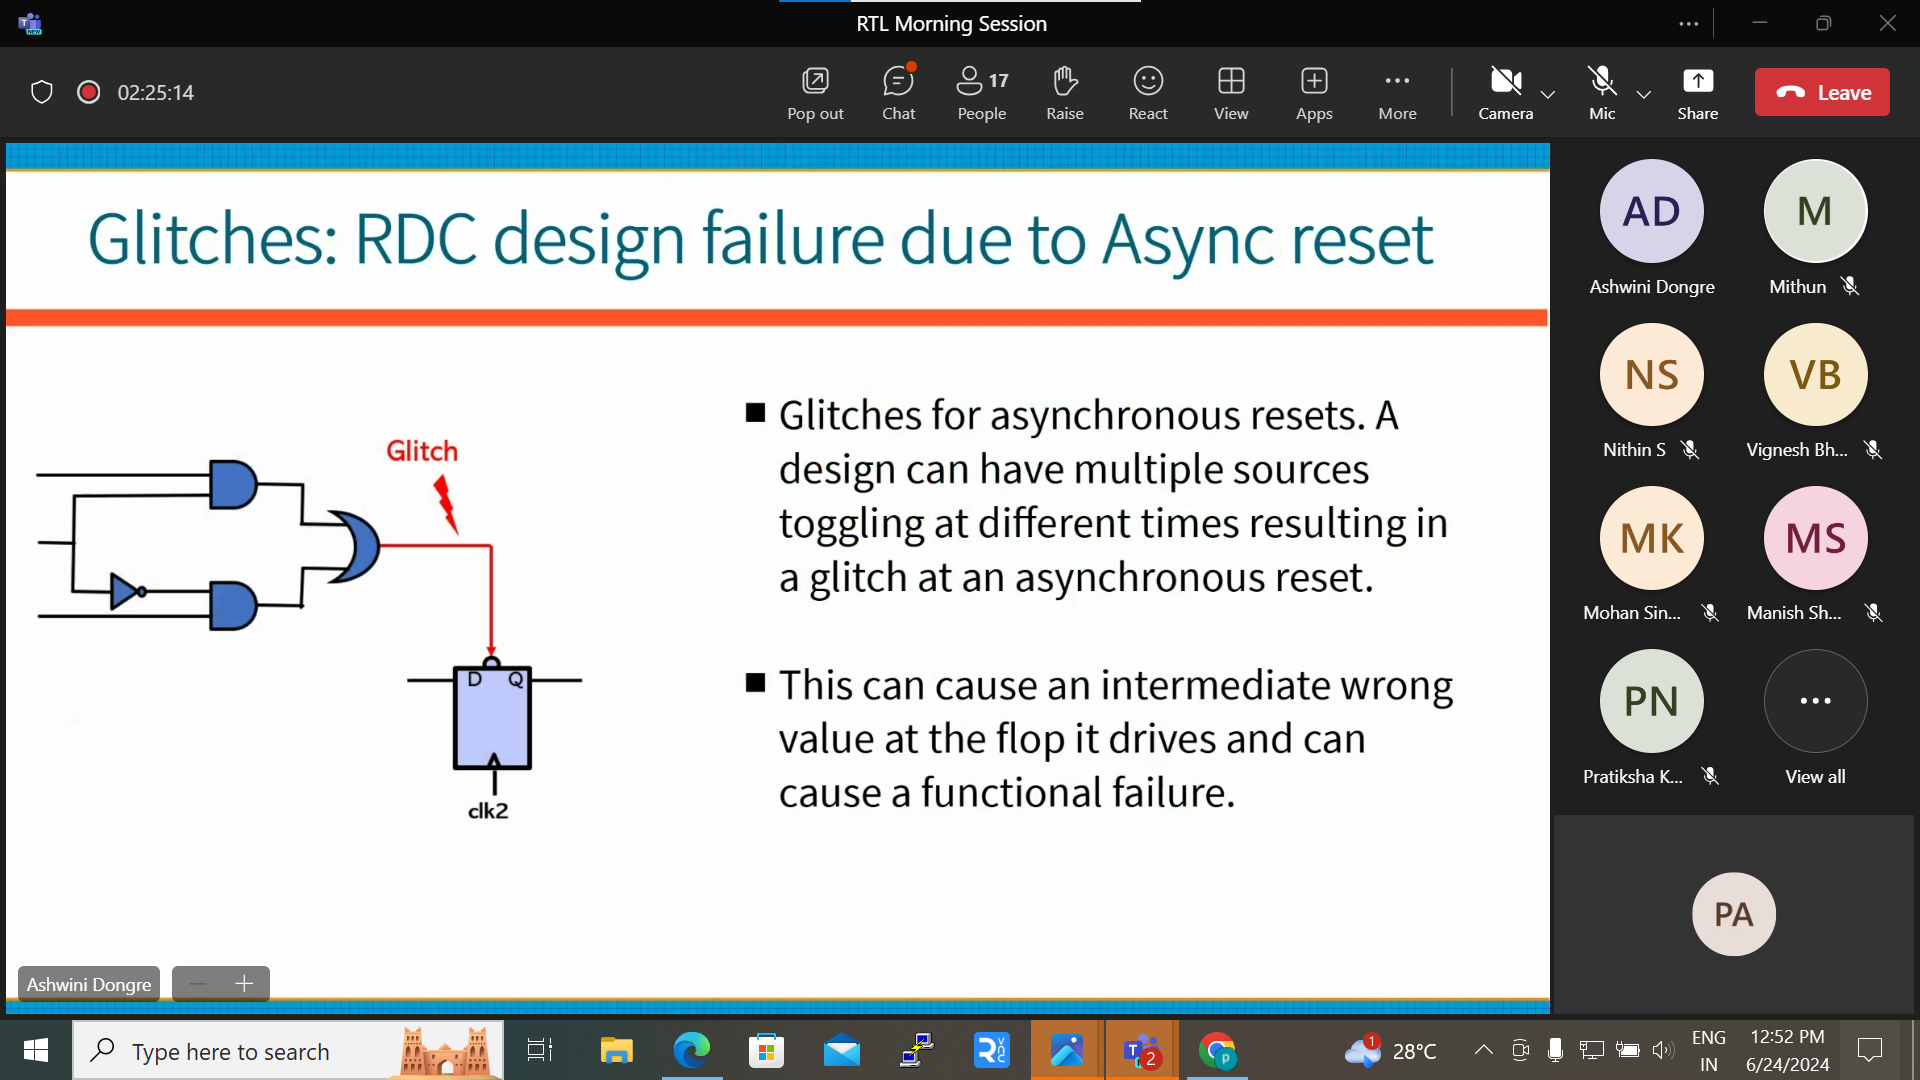 RTL Morning Session
02:25:14
Pop out
Chat
17
People
Raise
React
View
Apps
More
Camera
Mic
Share
Leave
Glitches: RDC design failure due to Async reset
Glitch
D Q
clk2
■ Glitches for asynchronous resets. A
design can have multiple sources
toggling at different times resulting in
a glitch at an asynchronous reset.
■ This can cause an intermediate wrong
value at the flop it drives and can
cause a functional failure.
Ashwini Dongre
AD
Ashwini Dongre
M
Mithun
NS
Nithin S
VB
Vignesh Bh...
MK
Mohan Sin...
MS
Manish Sh...
PN
Pratiksha K...
View all
PA
Type here to search
2
1
28°C
ENG
IN
12:52 PM
6/24/2024